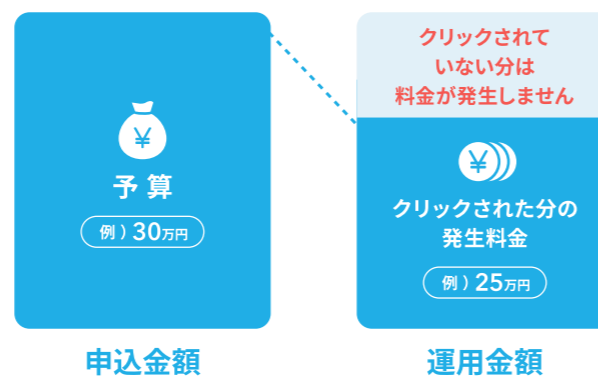 予算
例）30万円
申込金額
クリックされて
いない分は
料金が発生しません
クリックされた分の
発生料金
例）25万円
運用金額